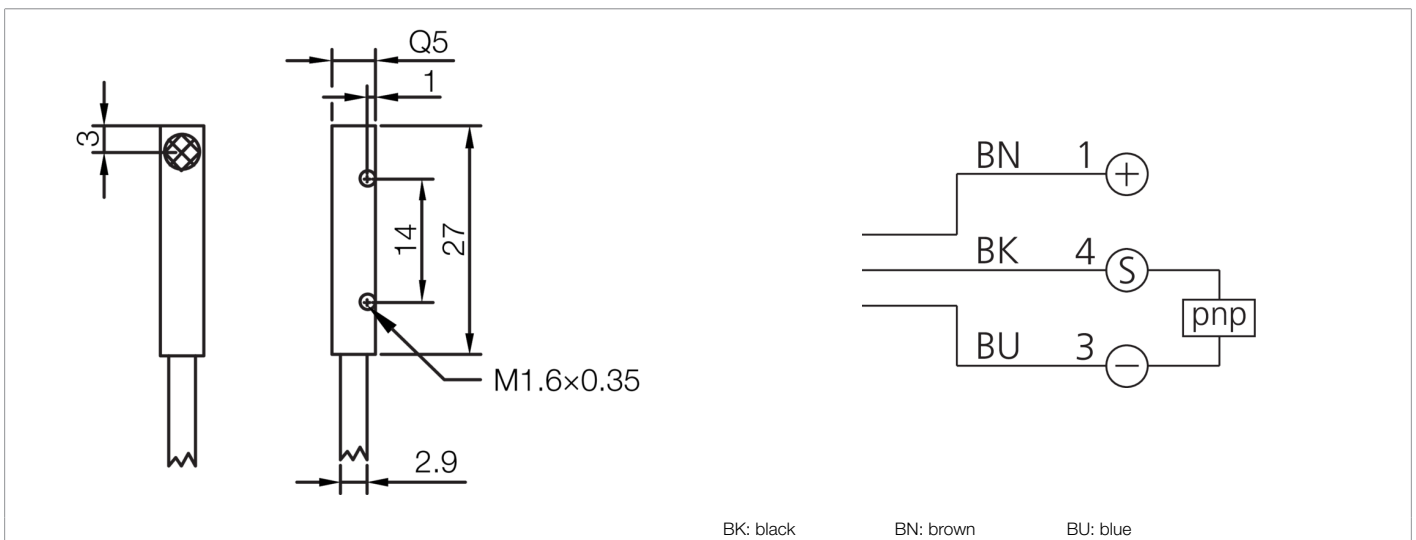 Q5
1
3
14
27
M1.6×0.35
2.9
BN 1 +
BK 4 S
pnp
BU 3 −
BK: black BN: brown BU: blue